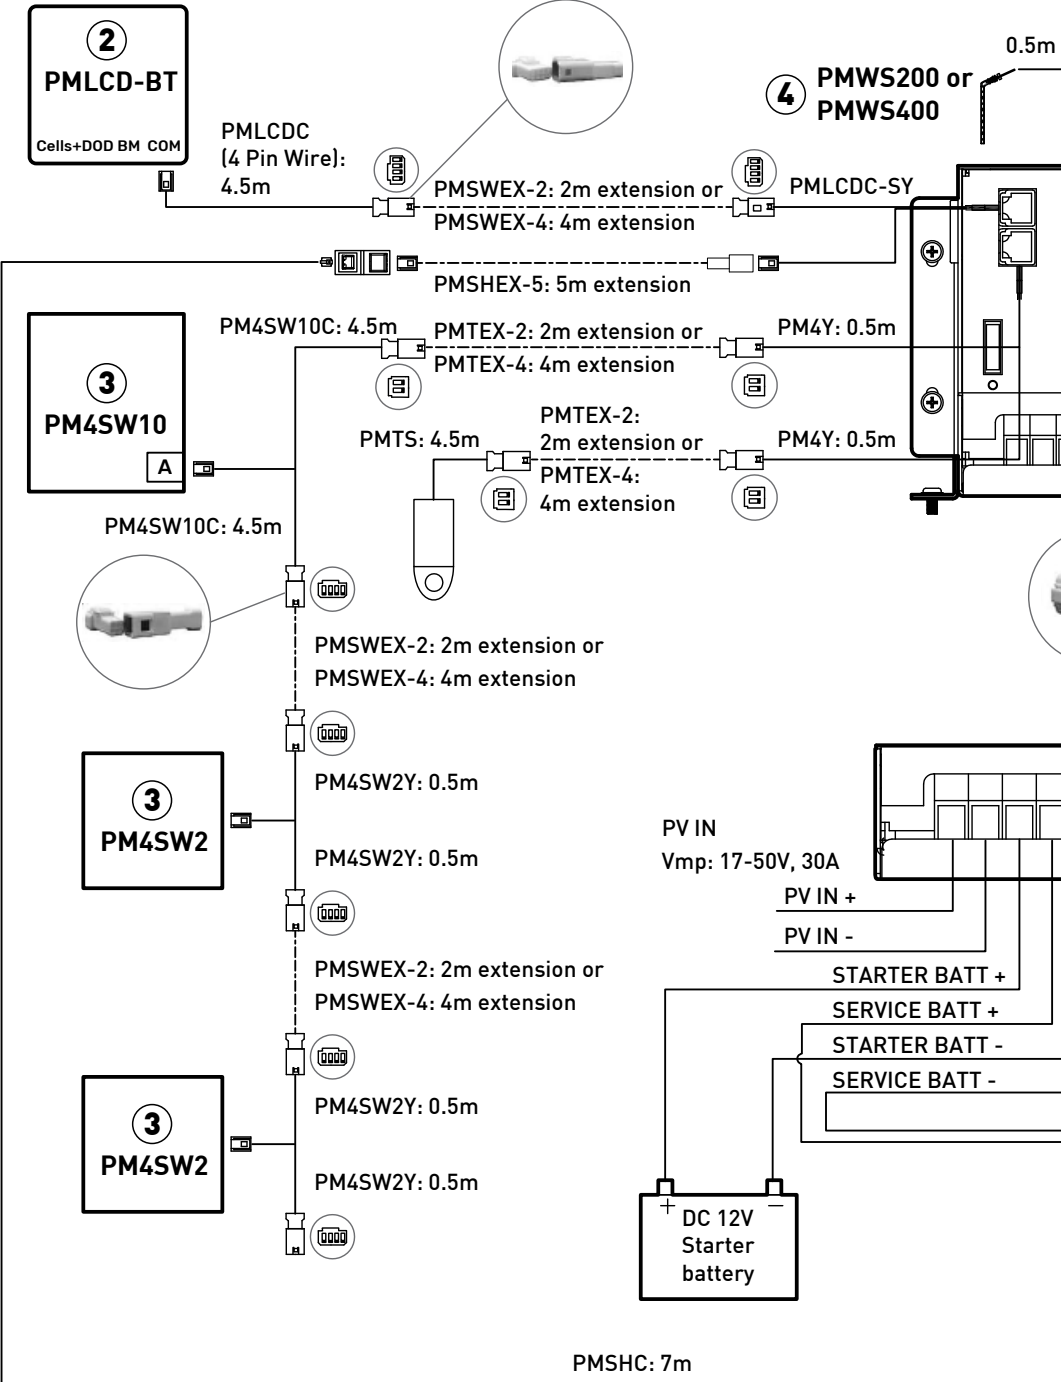 2
PMLCD-BT
Cells+DOD BM COM
PMLCDC
(4 Pin Wire):
4.5m
PMSWEX-2: 2m extension or
PMSWEX-4: 4m extension
PMLCDC-SY
4
PMWS200 or
PMWS400
0.5m
PMSHEX-5: 5m extension
3
PM4SW10
A
PM4SW10C: 4.5m
PMTEX-2: 2m extension or
PMTEX-4: 4m extension
PM4Y: 0.5m
PMTS: 4.5m
PMTEX-2:
2m extension or
PMTEX-4:
4m extension
PM4Y: 0.5m
PM4SW10C: 4.5m
PMSWEX-2: 2m extension or
PMSWEX-4: 4m extension
3
PM4SW2
PM4SW2Y: 0.5m
PM4SW2Y: 0.5m
PMSWEX-2: 2m extension or
PMSWEX-4: 4m extension
3
PM4SW2
PM4SW2Y: 0.5m
PM4SW2Y: 0.5m
PV IN
Vmp: 17-50V, 30A
PV IN +
PV IN -
STARTER BATT +
SERVICE BATT +
STARTER BATT -
SERVICE BATT -
+ −
DC 12V
Starter
battery
PMSHC: 7m